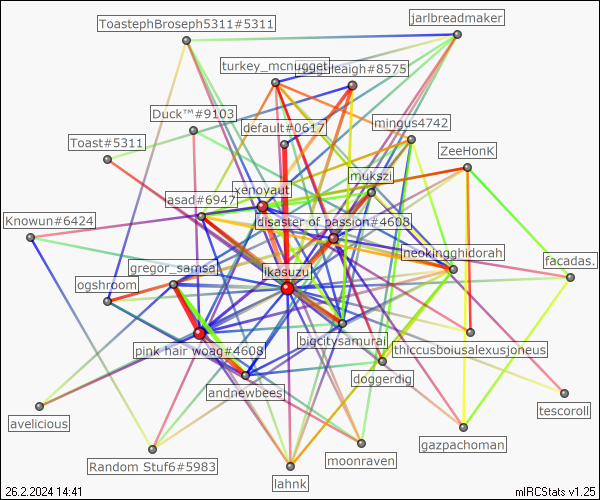 ToastephBroseph5311#5311
jarlbreadmaker
turkey_mcnugget
leigh#8575
Duck™#9103
default#0617
mingus4742
Toast#5311
ZeeHonK
mukszi
xenovaut
asad#6947
disaster of passion#4608
Knowun#6424
neokingghidorah
facadas.
gregor_samsa
ikasuzu
ogshroom
bigcitysamurai
pink hair woag#4608
thiccusboiusalexusjoneus
doggerdig
andnewbees
tescoroll
avelicious
gazpachoman
moonraven
Random Stuf6#5983
lahnk
26.2.2024 14:41
mIRCStats v1.25